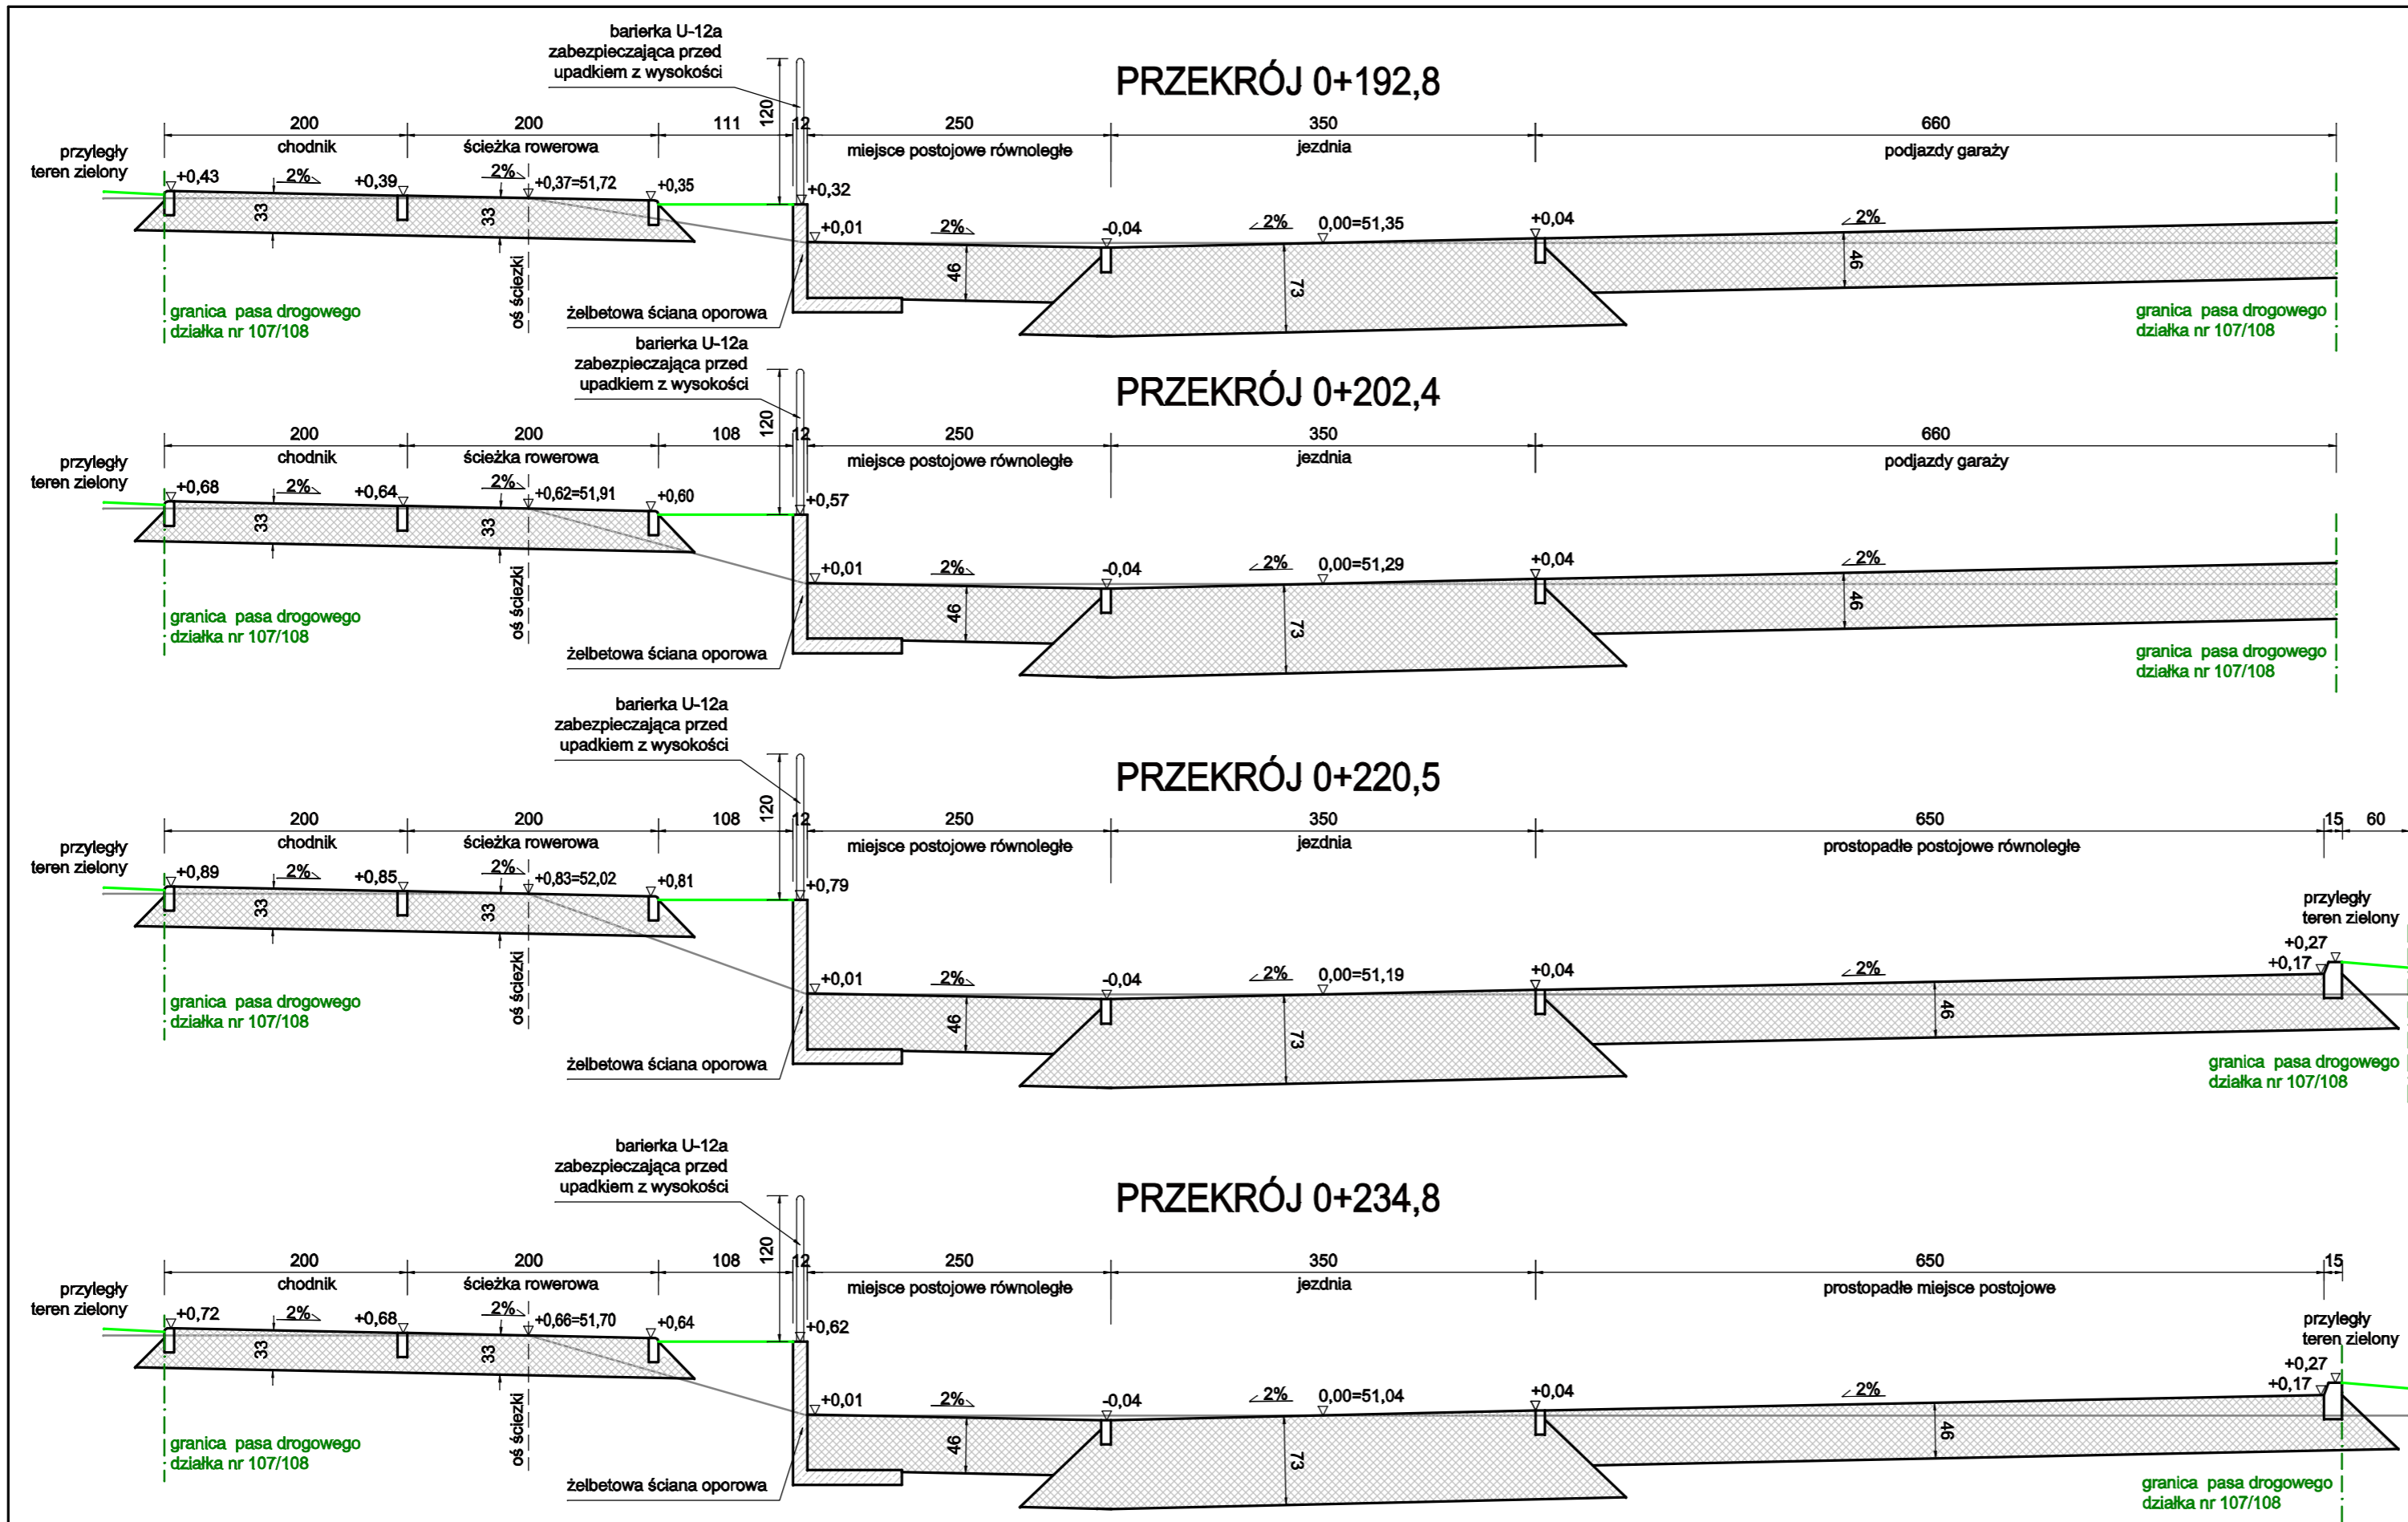 barierka U-12a
zabezpieczająca przed
upadkiem z wysokości
PRZEKRÓJ 0+192,8
120
200
200
111
12
250
350
660
chodnik
ścieżka rowerowa
miejsce postojowe równoległe
jezdnia
podjazdy garaży
przyległy
teren zielony
+0,43
2%
+0,39
2%
+0,37=51,72
+0,35
+0,32
33
33
+0,01
2%
-0,04
2%
0,00=51,35
+0,04
2%
46
73
46
oś ścieżki
granica pasa drogowego
działka nr 107/108
żelbetowa ściana oporowa
granica pasa drogowego
działka nr 107/108
barierka U-12a
zabezpieczająca przed
upadkiem z wysokości
PRZEKRÓJ 0+202,4
120
200
200
108
12
250
350
660
chodnik
ścieżka rowerowa
miejsce postojowe równoległe
jezdnia
podjazdy garaży
przyległy
teren zielony
+0,68
2%
+0,64
2%
+0,62=51,91
+0,60
+0,57
33
33
+0,01
2%
-0,04
2%
0,00=51,29
+0,04
2%
46
73
46
oś ścieżki
granica pasa drogowego
działka nr 107/108
żelbetowa ściana oporowa
granica pasa drogowego
działka nr 107/108
barierka U-12a
zabezpieczająca przed
upadkiem z wysokości
PRZEKRÓJ 0+220,5
120
200
200
108
12
250
350
650
15
60
chodnik
ścieżka rowerowa
miejsce postojowe równoległe
jezdnia
prostopadłe postojowe równoległe
przyległy
teren zielony
+0,89
2%
+0,85
2%
+0,83=52,02
+0,81
+0,79
33
33
przyległy
teren zielony
+0,27
+0,17
+0,01
2%
-0,04
2%
0,00=51,19
+0,04
2%
46
73
46
oś ścieżki
granica pasa drogowego
działka nr 107/108
żelbetowa ściana oporowa
granica pasa drogowego
działka nr 107/108
barierka U-12a
zabezpieczająca przed
upadkiem z wysokości
PRZEKRÓJ 0+234,8
120
200
200
108
12
250
350
650
15
chodnik
ścieżka rowerowa
miejsce postojowe równoległe
jezdnia
prostopadłe miejsce postojowe
przyległy
teren zielony
+0,72
2%
+0,68
2%
+0,66=51,70
+0,64
+0,62
33
33
przyległy
teren zielony
+0,27
+0,17
+0,01
2%
-0,04
2%
0,00=51,04
+0,04
2%
46
73
46
oś ścieżki
granica pasa drogowego
działka nr 107/108
żelbetowa ściana oporowa
granica pasa drogowego
działka nr 107/108